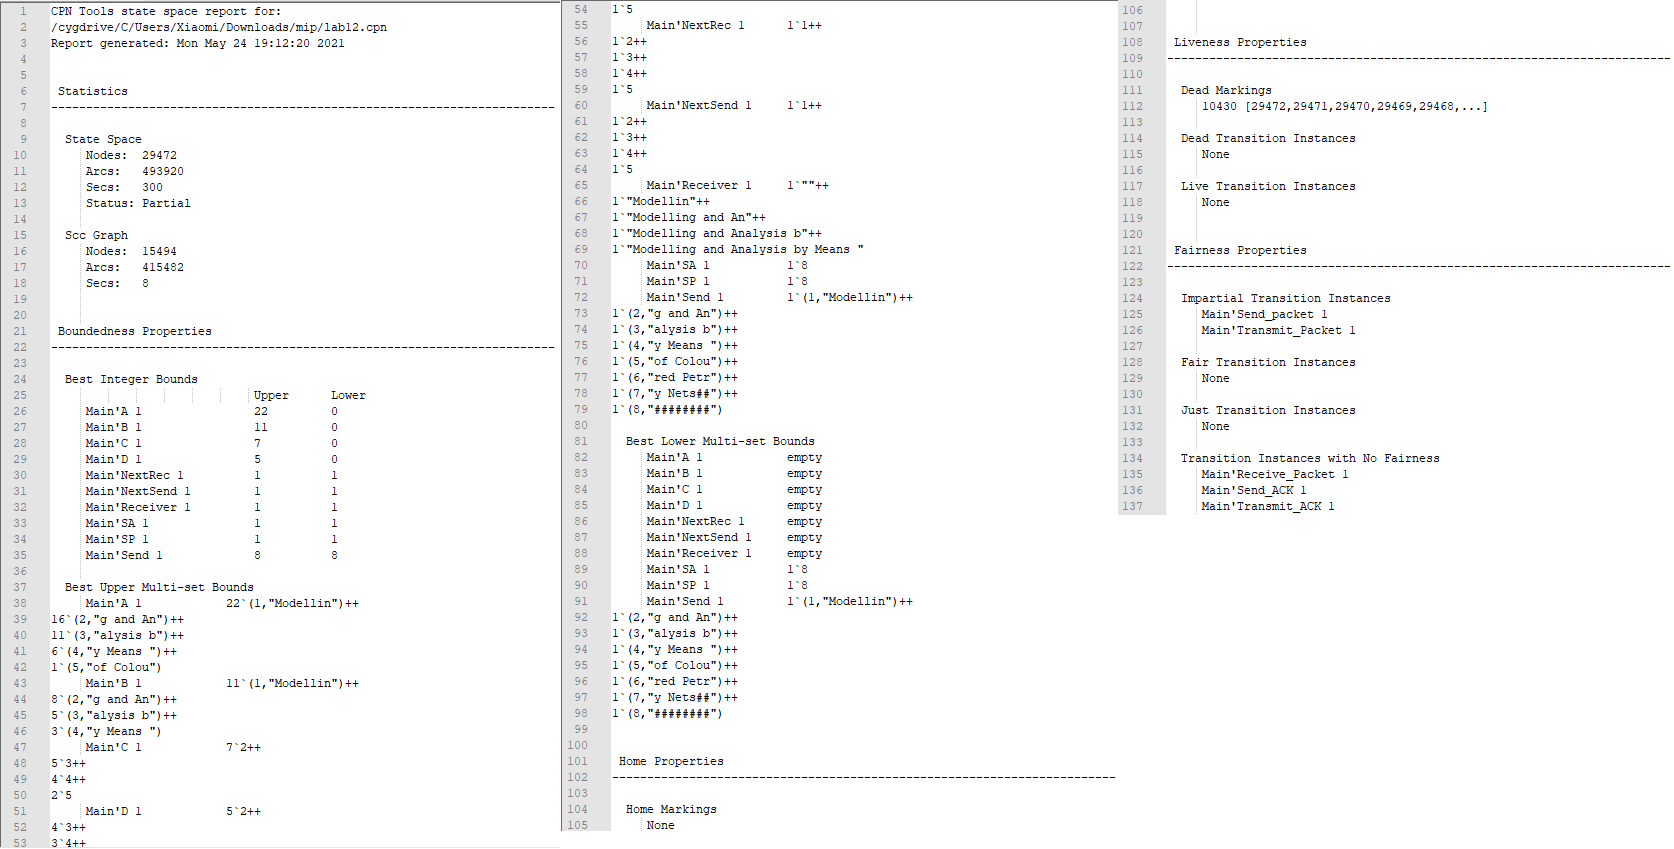 1 CPN Tools state space report for:
2 /cygdrive/C/Users/Xiaomi/Downloads/mip/lab12.cpn
3 Report generated: Mon May 24 19:12:20 2021
4
5
6 Statistics
7 ------------------------------------------------------------------------
8
9 State Space
10 Nodes: 29472
11 Arcs: 493920
12 Secs: 300
13 Status: Partial
14
15 Scc Graph
16 Nodes: 15494
17 Arcs: 415482
18 Secs: 8
19
20
21 Boundedness Properties
22 ------------------------------------------------------------------------
23
24 Best Integer Bounds
25 Upper Lower
26 Main'A 1 22 0
27 Main'B 1 11 0
28 Main'C 1 7 0
29 Main'D 1 5 0
30 Main'NextRec 1 1 1
31 Main'NextSend 1 1 1
32 Main'Receiver 1 1 1
33 Main'SA 1 1 1
34 Main'SP 1 1 1
35 Main'Send 1 8 8
36
37 Best Upper Multi-set Bounds
38 Main'A 1 22`(1,"Modellin")++
39 16`(2,"g and An")++
40 11`(3,"alysis b")++
41 6`(4,"y Means ")++
42 1`(5,"of Colou")
43 Main'B 1 11`(1,"Modellin")++
44 8`(2,"g and An")++
45 5`(3,"alysis b")++
46 3`(4,"y Means ")
47 Main'C 1 7`2++
48 5`3++
49 4`4++
50 2`5
51 Main'D 1 5`2++
52 4`3++
53 3`4++
54 1`5
55 Main'NextRec 1 1`1++
56 1`2++
57 1`3++
58 1`4++
59 1`5
60 Main'NextSend 1 1`1++
61 1`2++
62 1`3++
63 1`4++
64 1`5
65 Main'Receiver 1 1`""++
66 1`"Modellin"++
67 1`"Modelling and An"++
68 1`"Modelling and Analysis b"++
69 1`"Modelling and Analysis by Means "
70 Main'SA 1 1`8
71 Main'SP 1 1`8
72 Main'Send 1 1`(1,"Modellin")++
73 1`(2,"g and An")++
74 1`(3,"alysis b")++
75 1`(4,"y Means ")++
76 1`(5,"of Colou")++
77 1`(6,"red Petr")++
78 1`(7,"y Nets##")++
79 1`(8,"########")
80
81 Best Lower Multi-set Bounds
82 Main'A 1 empty
83 Main'B 1 empty
84 Main'C 1 empty
85 Main'D 1 empty
86 Main'NextRec 1 empty
87 Main'NextSend 1 empty
88 Main'Receiver 1 empty
89 Main'SA 1 1`8
90 Main'SP 1 1`8
91 Main'Send 1 1`(1,"Modellin")++
92 1`(2,"g and An")++
93 1`(3,"alysis b")++
94 1`(4,"y Means ")++
95 1`(5,"of Colou")++
96 1`(6,"red Petr")++
97 1`(7,"y Nets##")++
98 1`(8,"########")
99
100
101 Home Properties
102 ------------------------------------------------------------------------
103
104 Home Markings
105 None
106
107
108 Liveness Properties
109 ------------------------------------------------------------------------
110
111 Dead Markings
112 10430 [29472,29471,29470,29469,29468,...]
113
114 Dead Transition Instances
115 None
116
117 Live Transition Instances
118 None
119
120
121 Fairness Properties
122 ------------------------------------------------------------------------
123
124 Impartial Transition Instances
125 Main'Send_packet 1
126 Main'Transmit_Packet 1
127
128 Fair Transition Instances
129 None
130
131 Just Transition Instances
132 None
133
134 Transition Instances with No Fairness
135 Main'Receive_Packet 1
136 Main'Send_ACK 1
137 Main'Transmit_ACK 1